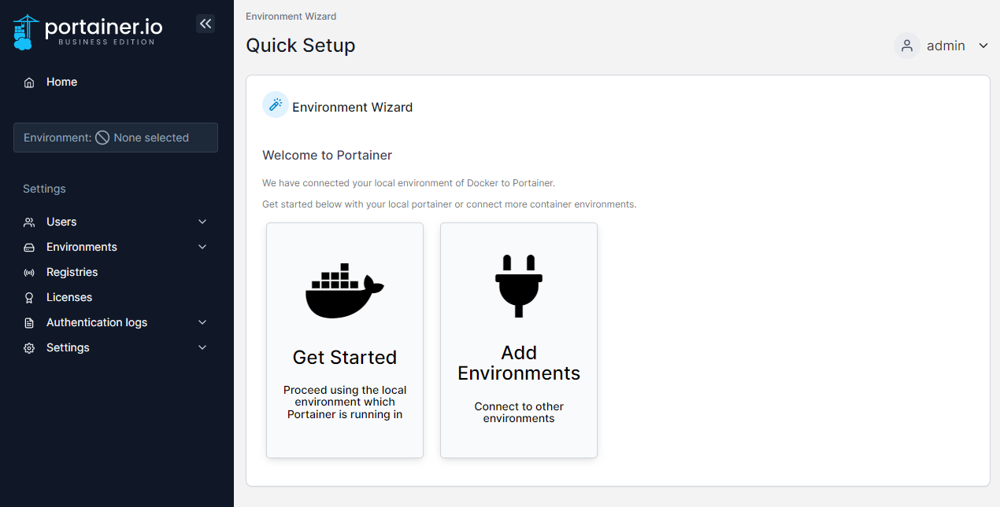 portainer.io
BUSINESS EDITION
Home
Environment: None selected
Settings
Users
Environments
Registries
Licenses
Authentication logs
Settings
Environment Wizard
Quick Setup
admin
Environment Wizard
Welcome to Portainer
We have connected your local environment of Docker to Portainer.
Get started below with your local portainer or connect more container environments.
Get Started
Proceed using the local
environment which
Portainer is running in
Add
Environments
Connect to other
environments